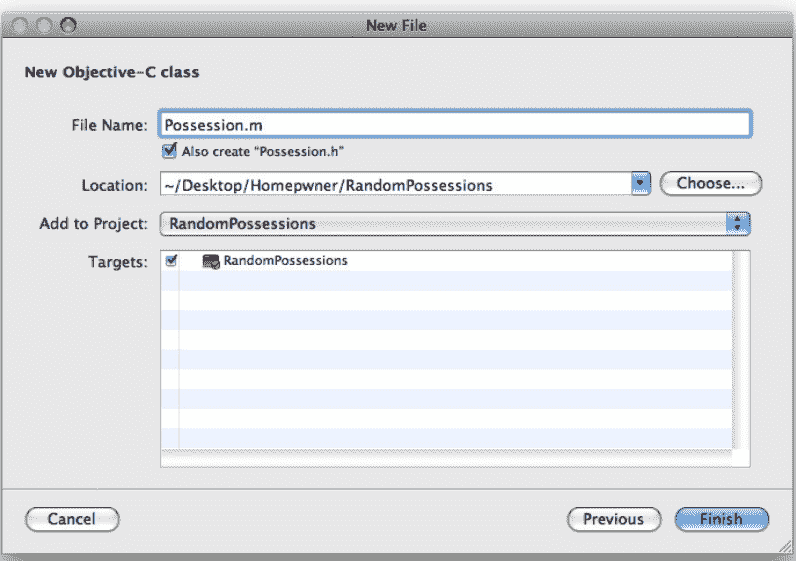 New File
New Objective-C class
File Name: Possession.m
Also create "Possession.h"
Location: ~/Desktop/Homepwner/RandomPossessions Choose...
Add to Project: RandomPossessions
Targets: RandomPossessions
Cancel Previous Finish